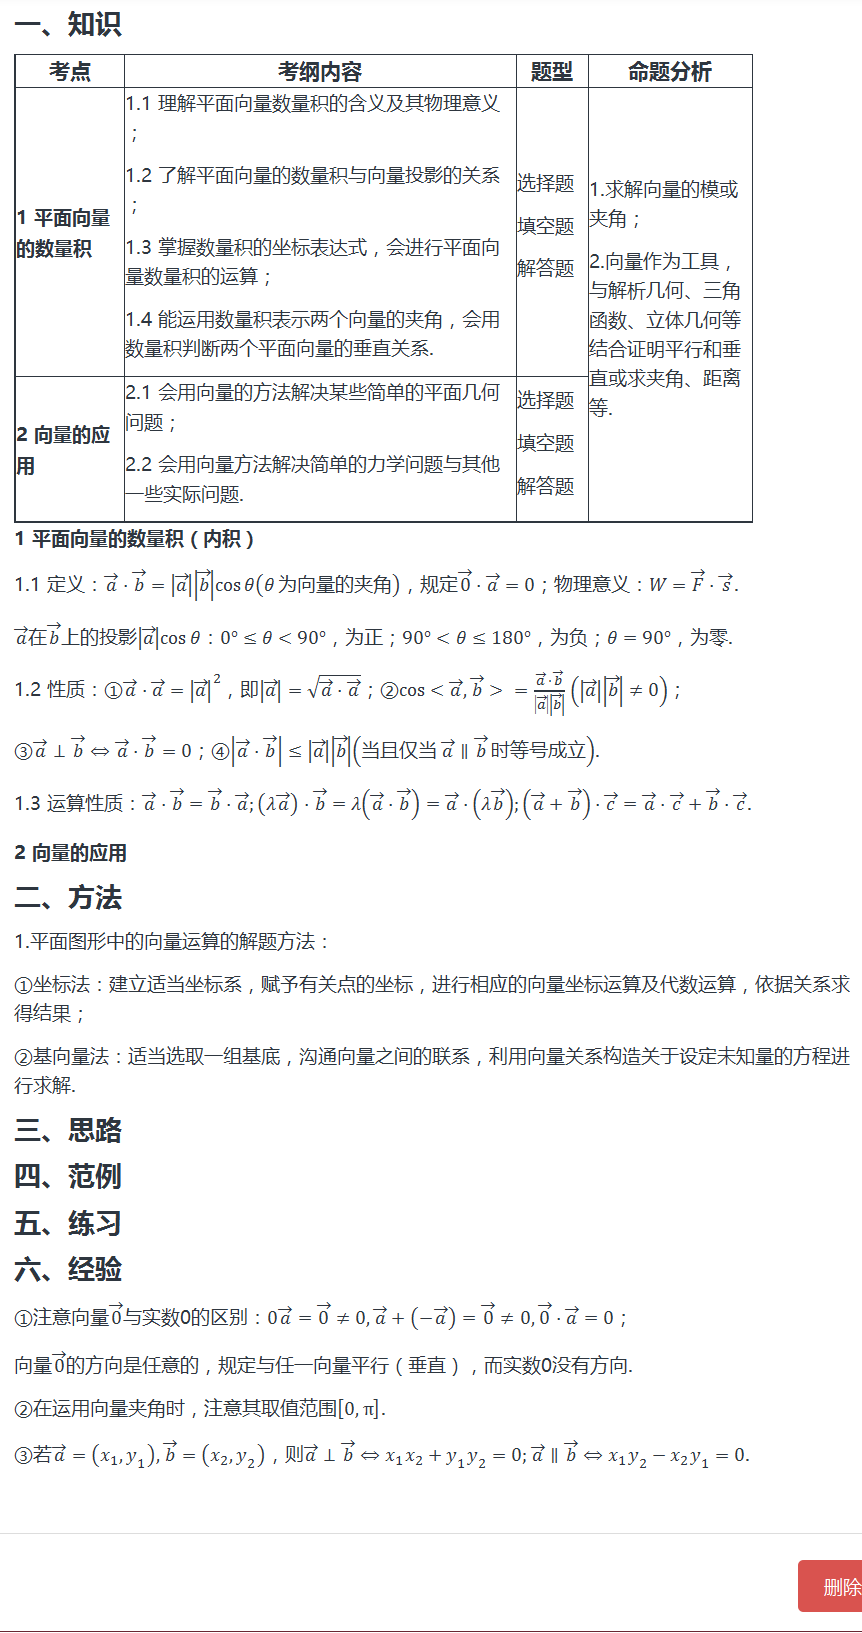 一、知识
考点 考纲内容 题型 命题分析
1 平面向量的数量积
1.1 理解平面向量数量积的含义及其物理意义
；
1.2 了解平面向量的数量积与向量投影的关系
；
1.3 掌握数量积的坐标表达式，会进行平面向
量数量积的运算；
1.4 能运用数量积表示两个向量的夹角，会用
数量积判断两个平面向量的垂直关系.
选择题
填空题
解答题
1.求解向量的模或
夹角；
2.向量作为工具，
与解析几何、三角
函数、立体几何等
结合证明平行和垂
直或求夹角、距离
等.
2 向量的应
用
2.1 会用向量的方法解决某些简单的平面几何
问题；
2.2 会用向量方法解决简单的力学问题与其他
一些实际问题.
选择题
填空题
解答题
1 平面向量的数量积（内积）
1.1 定义：$\vec{a}\cdot\vec{b}=|\vec{a}||\vec{b}|\cos\theta$(θ 为向量的夹角)，规定$\vec{0}\cdot\vec{a}=0$；物理意义：$W=\vec{F}\cdot\vec{s}$.
$\vec{a}$在$\vec{b}$上的投影$|\vec{a}|\cos\theta$：0° ≤ θ < 90°，为正；90° < θ ≤ 180°，为负；θ = 90°，为零.
1.2 性质：①$\vec{a}\cdot\vec{a}=|\vec{a}|^2$，即$|\vec{a}|=\sqrt{\vec{a}\cdot\vec{a}}$；②$\cos<\vec{a},\vec{b}>=\frac{\vec{a}\cdot\vec{b}}{|\vec{a}||\vec{b}|}(|\vec{a}||\vec{b}|\neq 0)$；
③$\vec{a}\perp\vec{b}\Leftrightarrow\vec{a}\cdot\vec{b}=0$；④$|\vec{a}\cdot\vec{b}|\leq|\vec{a}||\vec{b}|$(当且仅当 $\vec{a}\parallel\vec{b}$ 时等号成立).
1.3 运算性质：$\vec{a}\cdot\vec{b}=\vec{b}\cdot\vec{a};(\lambda\vec{a})\cdot\vec{b}=\lambda(\vec{a}\cdot\vec{b})=\vec{a}\cdot(\lambda\vec{b});(\vec{a}+\vec{b})\cdot\vec{c}=\vec{a}\cdot\vec{c}+\vec{b}\cdot\vec{c}$.
2 向量的应用
二、方法
1.平面图形中的向量运算的解题方法：
①坐标法：建立适当坐标系，赋予有关点的坐标，进行相应的向量坐标运算及代数运算，依据关系求
得结果；
②基向量法：适当选取一组基底，沟通向量之间的联系，利用向量关系构造关于设定未知量的方程进
行求解.
三、思路
四、范例
五、练习
六、经验
①注意向量$\vec{0}$与实数0的区别：$0\vec{a}=\vec{0}\neq 0,\vec{a}+(-\vec{a})=\vec{0}\neq 0,\vec{0}\cdot\vec{a}=0$；
向量$\vec{0}$的方向是任意的，规定与任一向量平行（垂直），而实数0没有方向.
②在运用向量夹角时，注意其取值范围[0, π].
③若$\vec{a}=(x_1,y_1),\vec{b}=(x_2,y_2)$，则$\vec{a}\perp\vec{b}\Leftrightarrow x_1x_2+y_1y_2=0;\vec{a}\parallel\vec{b}\Leftrightarrow x_1y_2-x_2y_1=0$.
删除